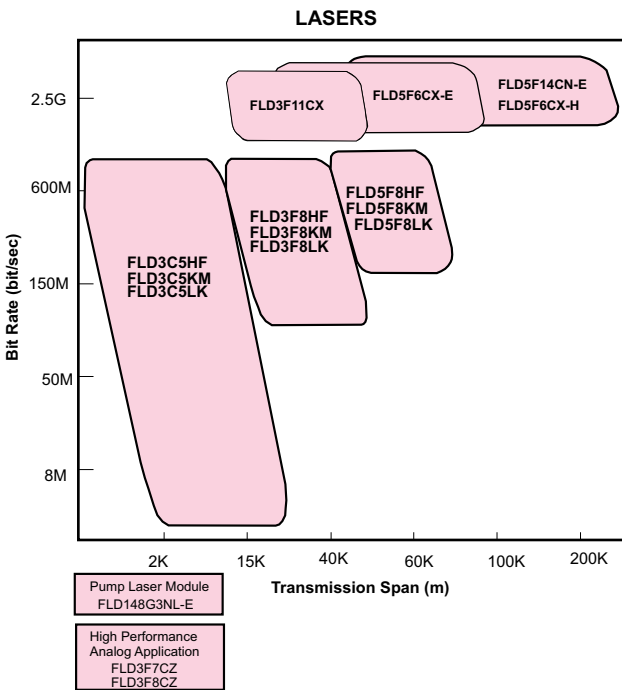 LASERS
Bit Rate (bit/sec)
2.5G
600M
150M
50M
8M
FLD3F11CX
FLD5F6CX-E
FLD5F14CN-E
FLD5F6CX-H
FLD3C5HF
FLD3C5KM
FLD3C5LK
FLD3F8HF
FLD3F8KM
FLD3F8LK
FLD5F8HF
FLD5F8KM
FLD5F8LK
2K 15K 40K 60K 100K 200K
Transmission Span (m)
Pump Laser Module
FLD148G3NL-E
High Performance
Analog Application
FLD3F7CZ
FLD3F8CZ